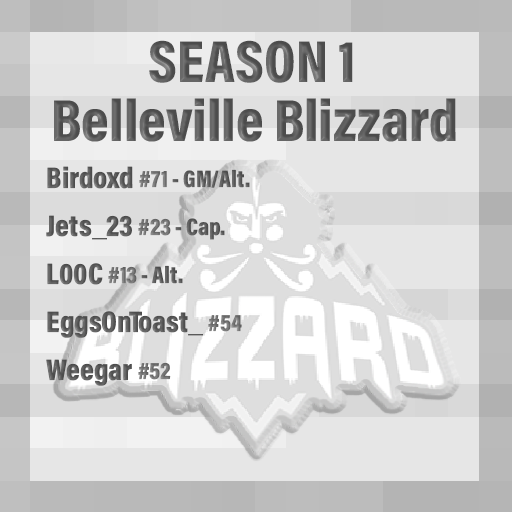 SEASON 1
Belleville Blizzard
Birdoxd #71 - GM/Alt.
Jets_23 #23 - Cap.
LOOC #13 - Alt.
EggsOnToast_ #54
Weegar #52
BLIZZARD